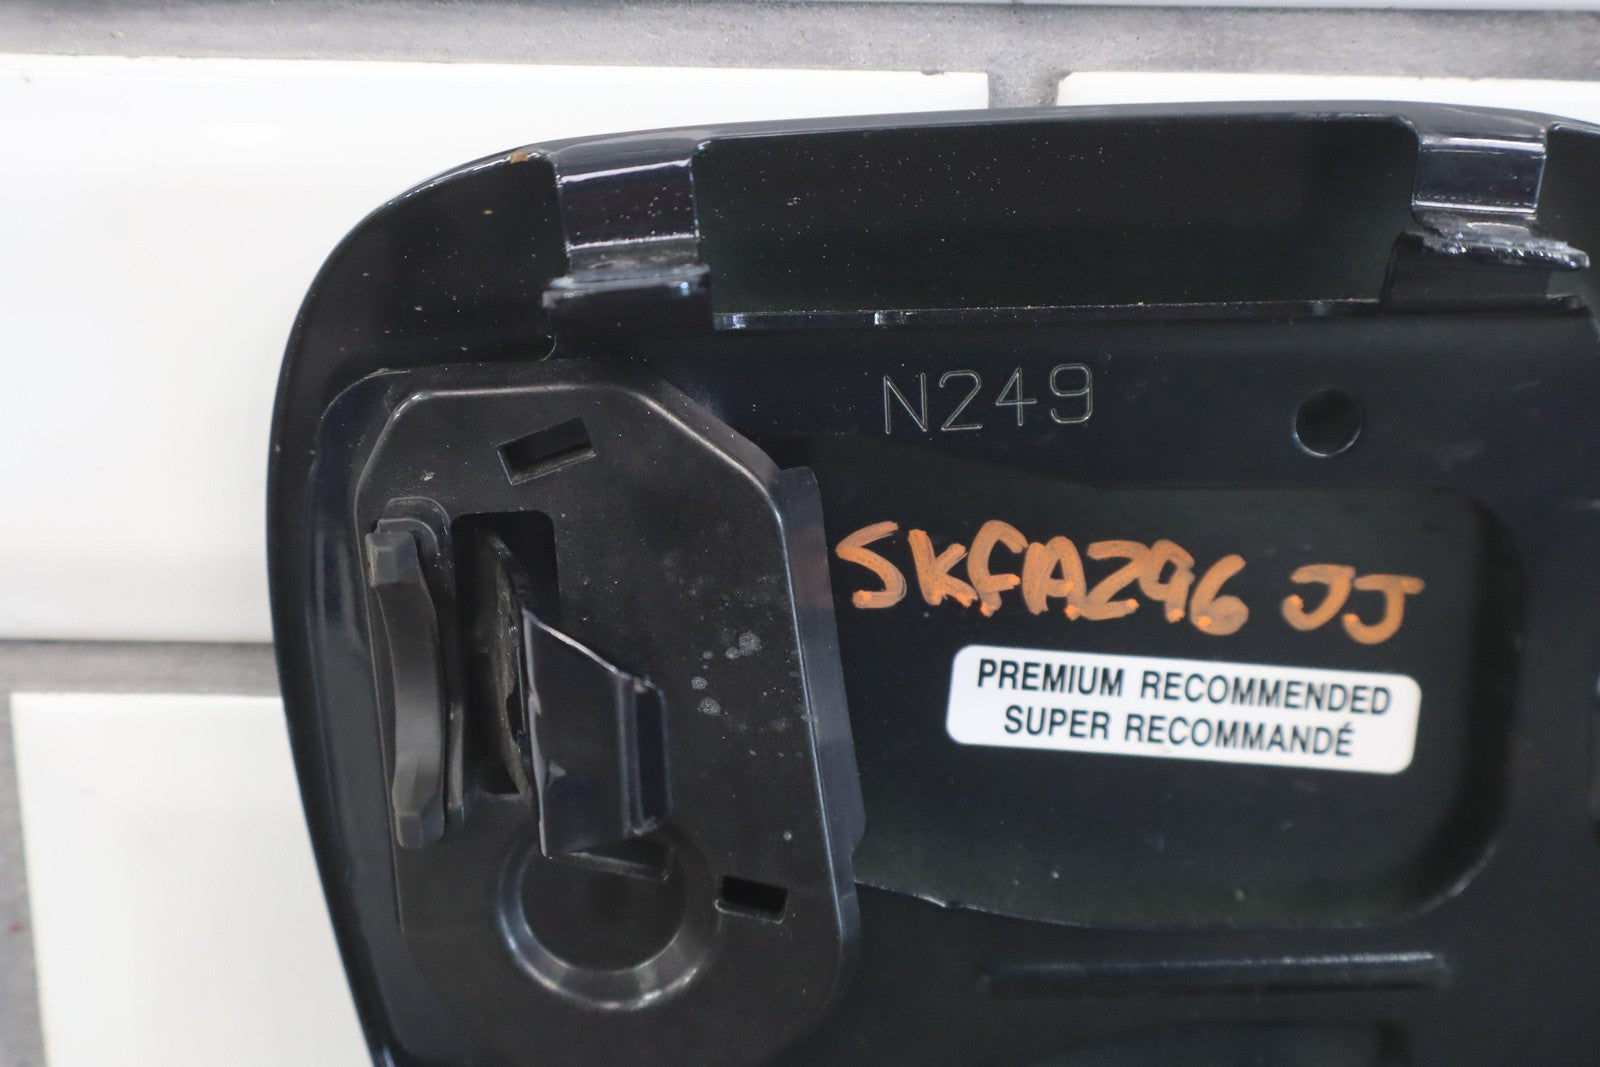 N249
SKFA296 JJ
PREMIUM RECOMMENDED
SUPER RECOMMANDÉ